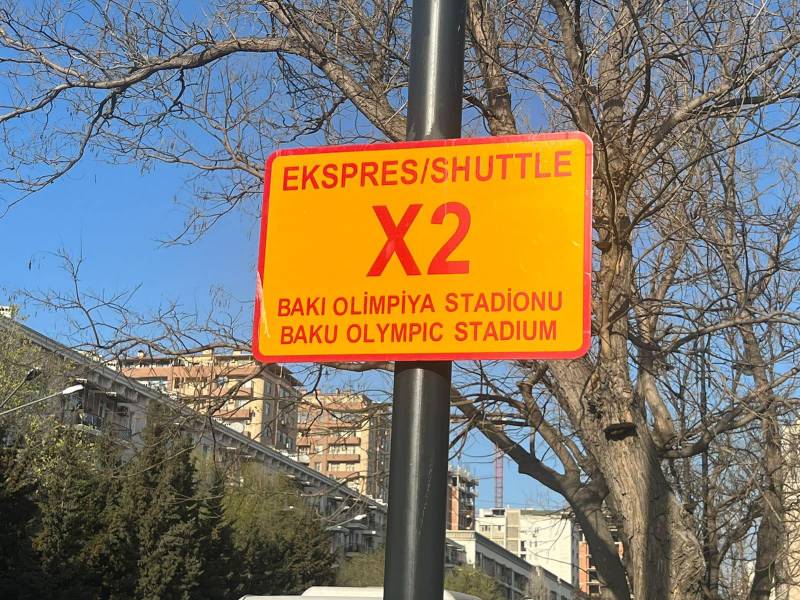 EKSPRES/SHUTTLE
X2
BAKI OLİMPİYA STADİONU
BAKU OLYMPIC STADIUM